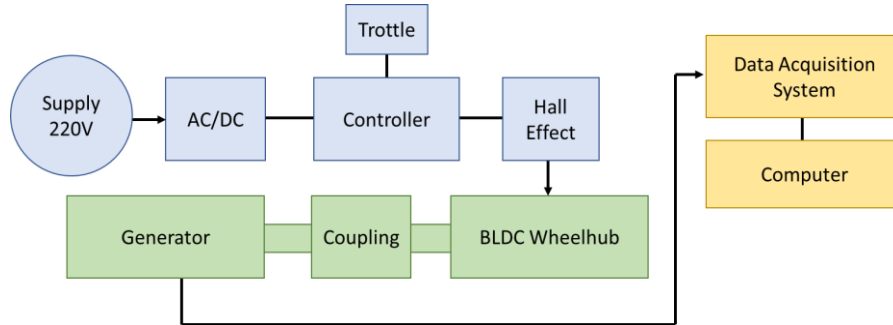 Trottle
Supply
220V
AC/DC
Controller
Hall
Effect
Data Acquisition
System
Computer
Generator
Coupling
BLDC Wheelhub